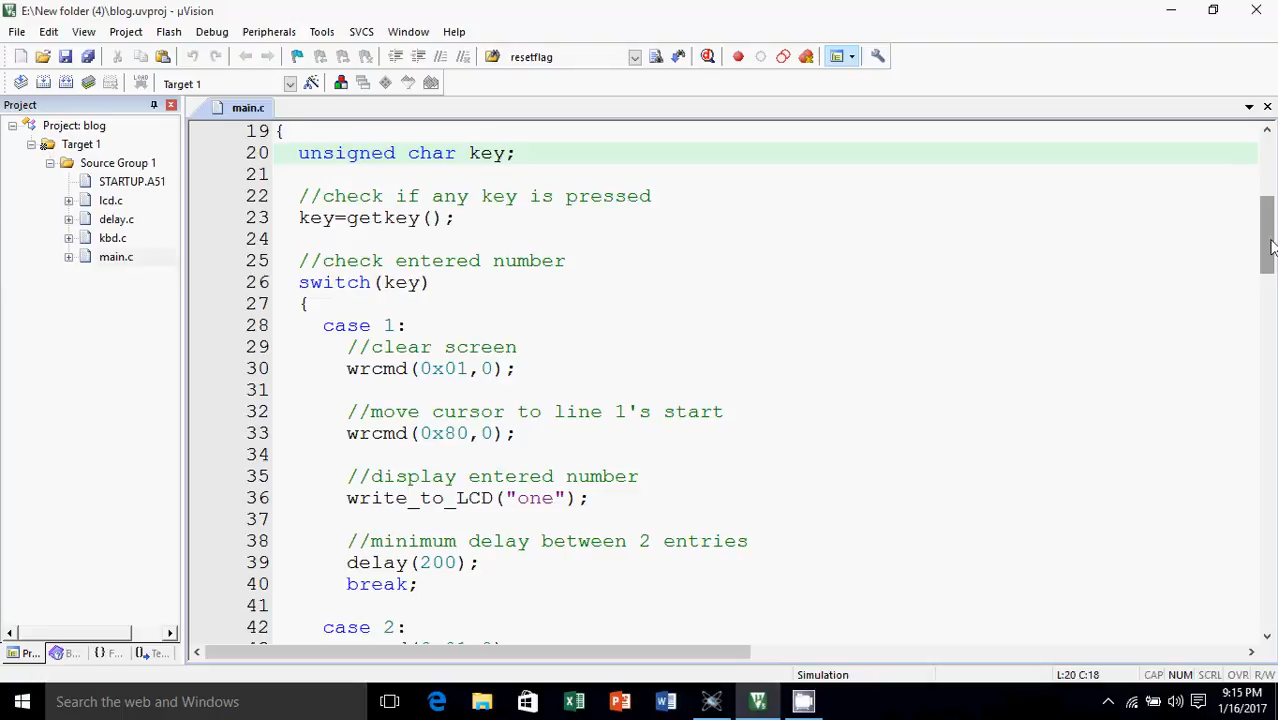 E:\New folder (4)\blog.uvproj - µVision
File Edit View Project Flash Debug Peripherals Tools SVCS Window Help
resetflag
Target 1
Project
main.c
Project: blog
Target 1
Source Group 1
STARTUP.A51
lcd.c
delay.c
kbd.c
main.c
19 {
20 unsigned char key;
21
22 //check if any key is pressed
23 key=getkey();
24
25 //check entered number
26 switch(key)
27 {
28 case 1:
29 //clear screen
30 wrcmd(0x01,0);
31
32 //move cursor to line 1's start
33 wrcmd(0x80,0);
34
35 //display entered number
36 write_to_LCD("one");
37
38 //minimum delay between 2 entries
39 delay(200);
40 break;
41
42 case 2:
Pr... B... {} F... Te...
Simulation L:20 C:18 CAP NUM SCRL OVR R/W
Search the web and Windows
9:15 PM
1/16/2017